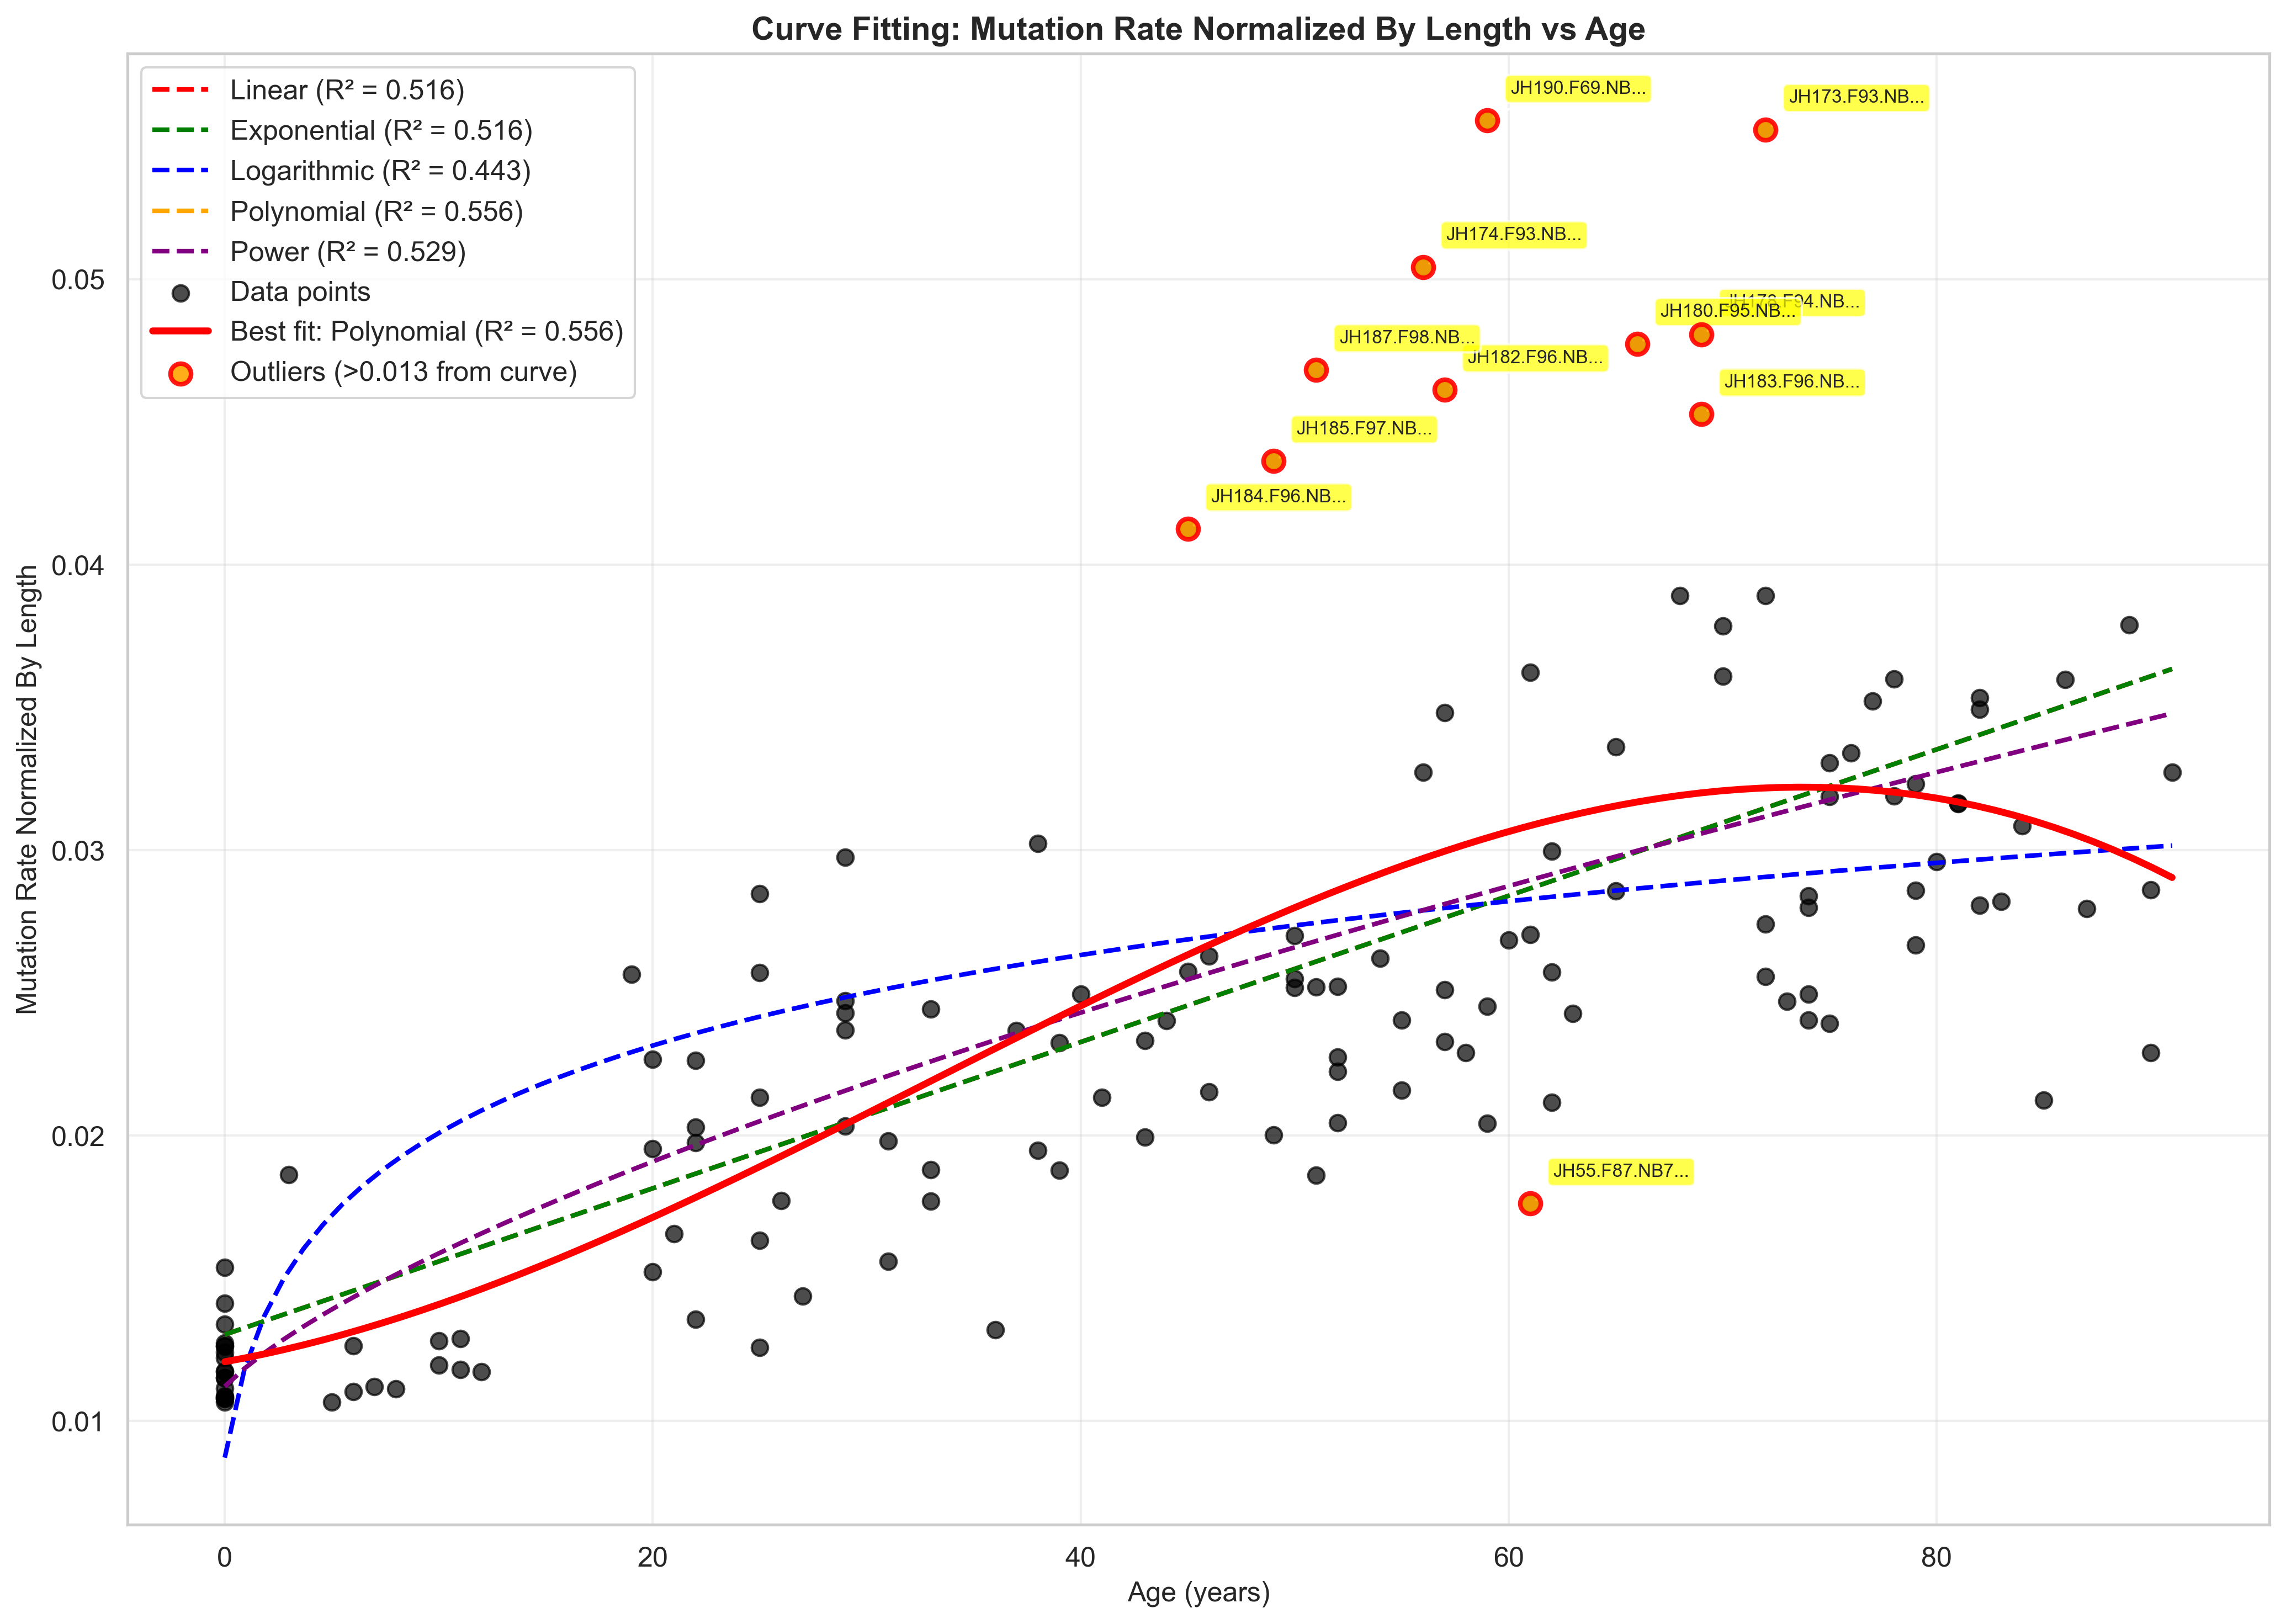 Curve Fitting: Mutation Rate Normalized By Length vs Age
Linear (R² = 0.516)
Exponential (R² = 0.516)
Logarithmic (R² = 0.443)
Polynomial (R² = 0.556)
Power (R² = 0.529)
Data points
Best fit: Polynomial (R² = 0.556)
Outliers (>0.013 from curve)
JH190.F69.NB...
JH173.F93.NB...
JH174.F93.NB...
JH180.F95.NB...
JH187.F98.NB...
JH182.F96.NB...
JH183.F96.NB...
JH185.F97.NB...
JH184.F96.NB...
JH55.F87.NB7...
0.05
0.04
0.03
0.02
0.01
Mutation Rate Normalized By Length
0
20
40
60
80
Age (years)